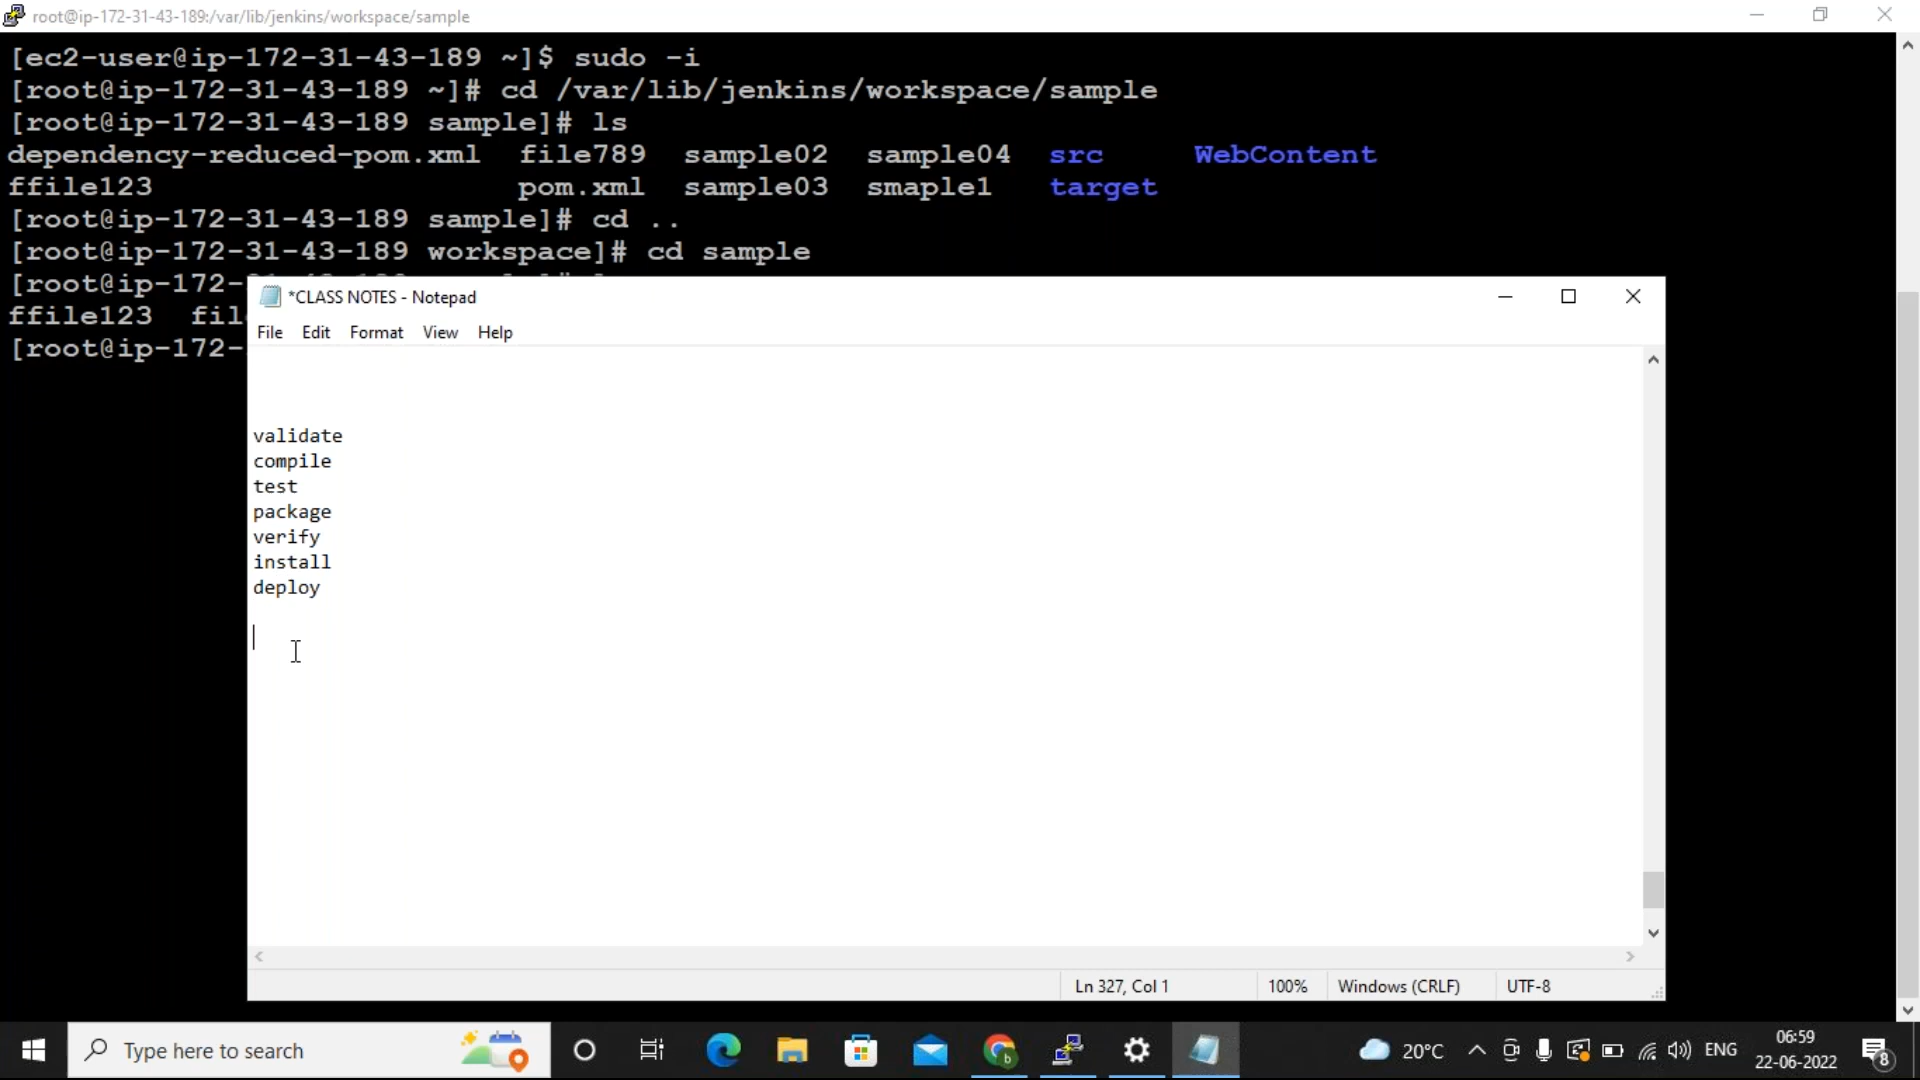 root@ip-172-31-43-189:/var/lib/jenkins/workspace/sample
[ec2-user@ip-172-31-43-189 ~]$ sudo -i
[root@ip-172-31-43-189 ~]# cd /var/lib/jenkins/workspace/sample
[root@ip-172-31-43-189 sample]# ls
dependency-reduced-pom.xml file789 sample02 sample04 src WebContent
ffile123 pom.xml sample03 smaple1 target
[root@ip-172-31-43-189 sample]# cd ..
[root@ip-172-31-43-189 workspace]# cd sample
[root@ip-172-
ffile123 fil
[root@ip-172-
*CLASS NOTES - Notepad
File Edit Format View Help
validate
compile
test
package
verify
install
deploy
Ln 327, Col 1 100% Windows (CRLF) UTF-8
Type here to search
20°C ENG 06:59
22-06-2022 8